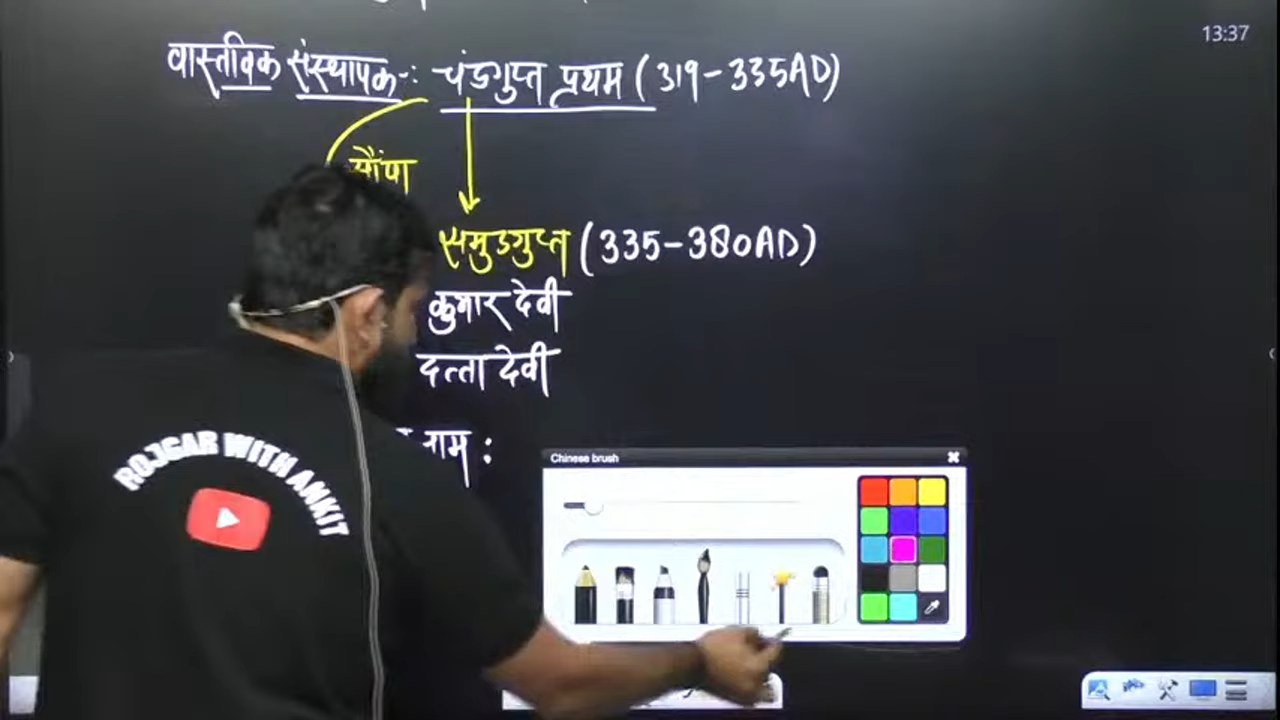 13:37
वास्तविक संस्थापक-: चंद्रगुप्त प्रथम (319-335AD)
सौंपा
समुद्रगुप्त (335-380AD)
कुमार देवी
दत्ता देवी
नाम :
Chinese brush
ROJGAR WITH ANKIT